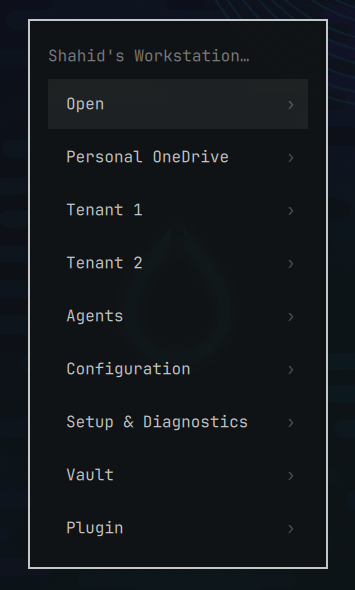 Shahid's Workstation…
Open
Personal OneDrive
Tenant 1
Tenant 2
Agents
Configuration
Setup & Diagnostics
Vault
Plugin